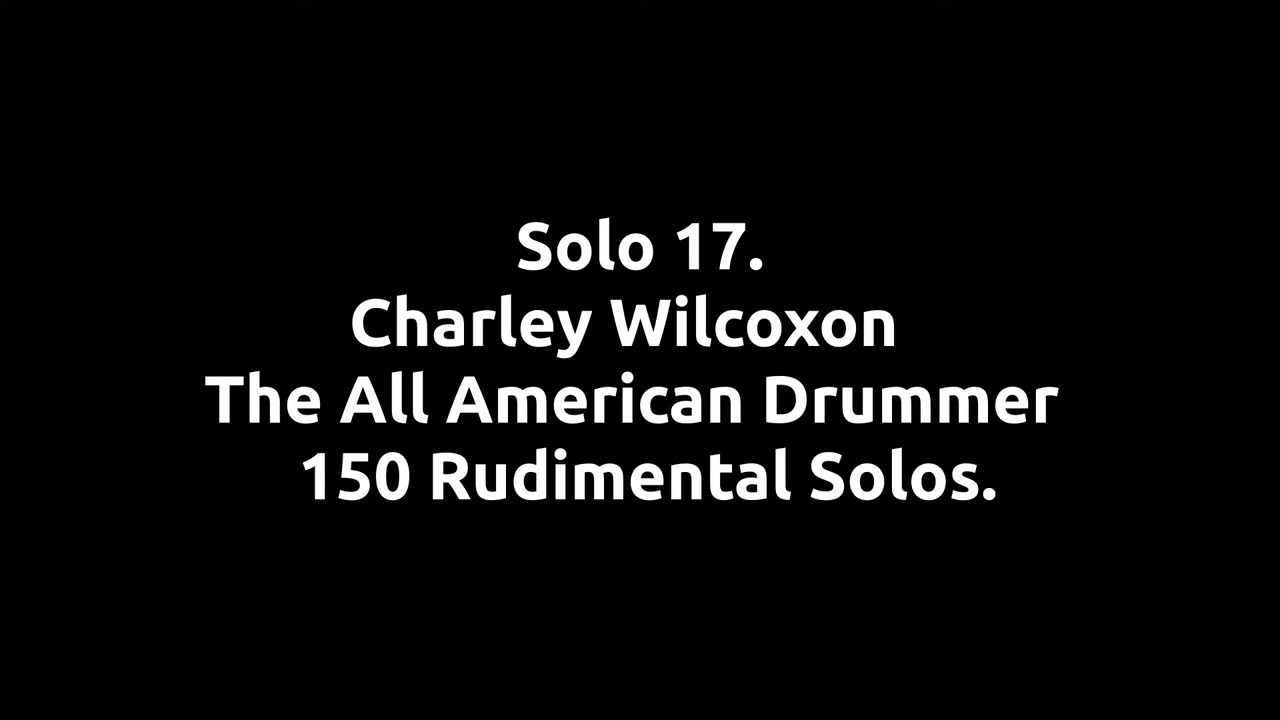 Solo 17.
Charley Wilcoxon
The All American Drummer
150 Rudimental Solos.